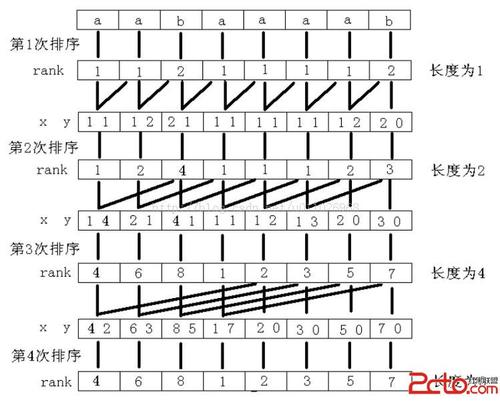 a a b a a a a b
第1次排序
rank 1 1 2 1 1 1 1 2 长度为1
x y 1 1 1 2 2 1 1 1 1 1 1 1 1 2 2 0
第2次排序
rank 1 2 4 1 1 1 2 3 长度为2
x y 1 4 2 1 4 1 1 1 1 2 1 3 2 0 3 0
第3次排序
rank 4 6 8 1 2 3 5 7 长度为4
x y 4 2 6 3 8 5 1 7 2 0 3 0 5 0 7 0
第4次排序
rank 4 6 8 1 2 3 5 7 长度为
2cto.com